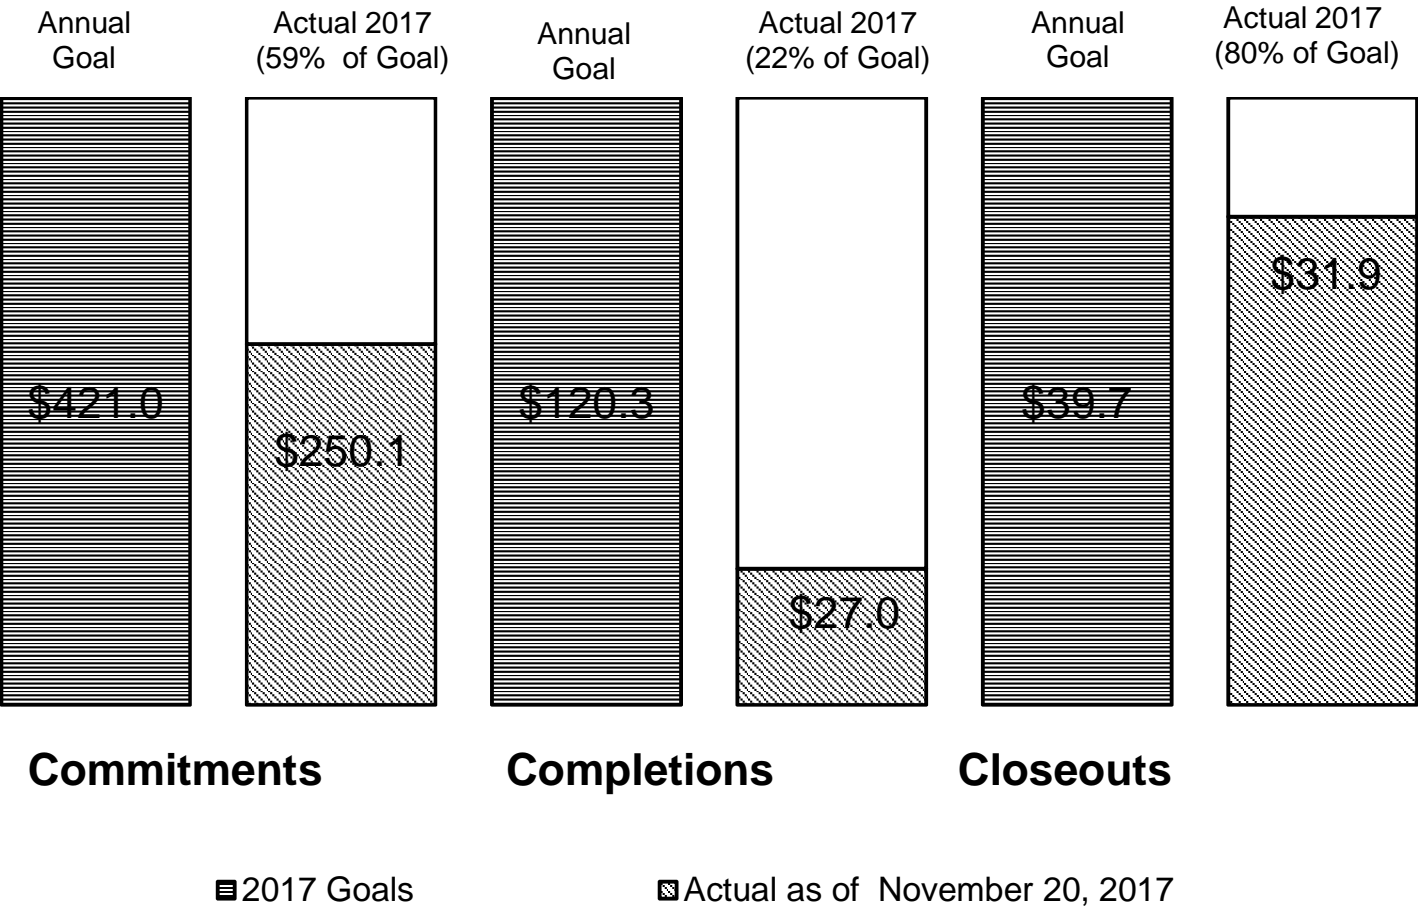 Annual
Goal
Actual 2017
(59%  of Goal)
Annual
Goal
Actual 2017
(22% of Goal)
Annual
Goal
Actual 2017
(80% of Goal)
$421.0
$250.1
$120.3
$27.0
$39.7
$31.9
Commitments
Completions
Closeouts
2017 Goals
Actual as of  November 20, 2017